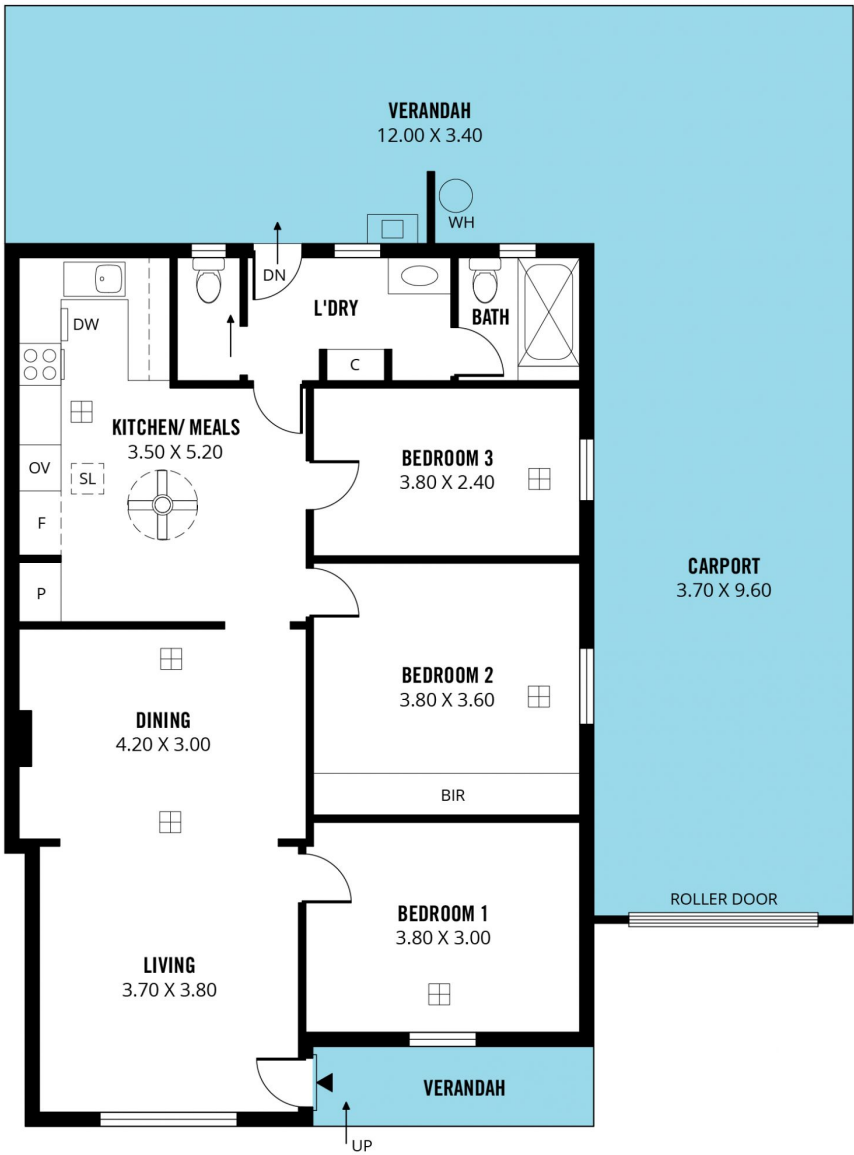 VERANDAH
12.00 X 3.40
WH
DN
L'DRY
BATH
DW
C
KITCHEN/ MEALS
3.50 X 5.20
OV
SL
F
P
BEDROOM 3
3.80 X 2.40
CARPORT
3.70 X 9.60
BEDROOM 2
3.80 X 3.60
DINING
4.20 X 3.00
BIR
ROLLER DOOR
BEDROOM 1
3.80 X 3.00
LIVING
3.70 X 3.80
VERANDAH
UP